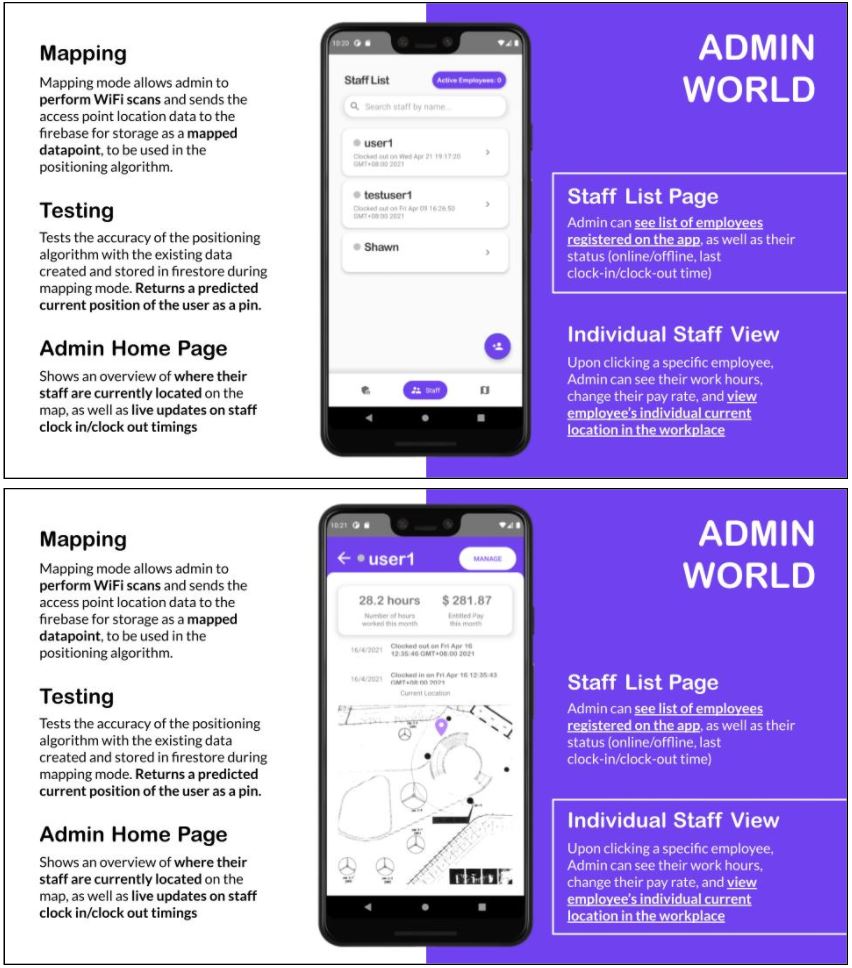 Mapping
Mapping mode allows admin to
perform WiFi scans and sends the
access point location data to the
firebase for storage as a mapped
datapoint, to be used in the
positioning algorithm.
Testing
Tests the accuracy of the positioning
algorithm with the existing data
created and stored in firestore during
mapping mode. Returns a predicted
current position of the user as a pin.
Admin Home Page
Shows an overview of where their
staff are currently located on the
map, as well as live updates on staff
clock in/clock out timings
10:20
Staff List
Active Employees: 0
Search staff by name...
user1
Clocked out on Wed Apr 21 19:17:20
GMT+08:00 2021
testuser1
Clocked out on Fri Apr 09 16:26:50
GMT+08:00 2021
Shawn
Staff
ADMIN
WORLD
Staff List Page
Admin can see list of employees
registered on the app, as well as their
status (online/offline, last
clock-in/clock-out time)
Individual Staff View
Upon clicking a specific employee,
Admin can see their work hours,
change their pay rate, and view
employee's individual current
location in the workplace
Mapping
Mapping mode allows admin to
perform WiFi scans and sends the
access point location data to the
firebase for storage as a mapped
datapoint, to be used in the
positioning algorithm.
Testing
Tests the accuracy of the positioning
algorithm with the existing data
created and stored in firestore during
mapping mode. Returns a predicted
current position of the user as a pin.
Admin Home Page
Shows an overview of where their
staff are currently located on the
map, as well as live updates on staff
clock in/clock out timings
10:21
user1
MANAGE
28.2 hours
Number of hours
worked this month
$ 281.87
Entitled Pay
this month
16/4/2021
Clocked out on Fri Apr 16
12:35:46 GMT+08:00 2021
16/4/2021
Clocked in on Fri Apr 16 12:35:43
GMT+08:00 2021
Current Location
ADMIN
WORLD
Staff List Page
Admin can see list of employees
registered on the app, as well as their
status (online/offline, last
clock-in/clock-out time)
Individual Staff View
Upon clicking a specific employee,
Admin can see their work hours,
change their pay rate, and view
employee's individual current
location in the workplace